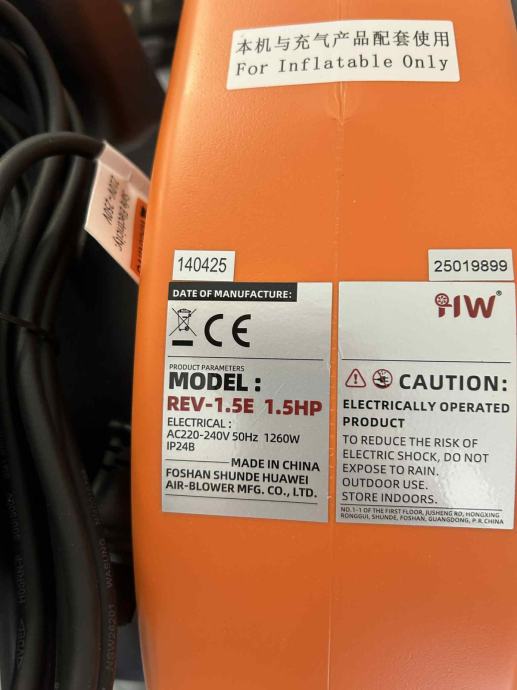 本机与充气产品配套使用
For Inflatable Only
140425
25019899
DATE OF MANUFACTURE:
CE
PRODUCT PARAMETERS
MODEL:
REV-1.5E 1.5HP
ELECTRICAL:
AC220-240V 50Hz 1260W
IP24B
MADE IN CHINA
FOSHAN SHUNDE HUAWEI
AIR-BLOWER MFG. CO., LTD.
HW®
CAUTION:
ELECTRICALLY OPERATED
PRODUCT
TO REDUCE THE RISK OF
ELECTRIC SHOCK, DO NOT
EXPOSE TO RAIN.
OUTDOOR USE.
STORE INDOORS.
NO.1-1 OF THE FIRST FLOOR, JUSHENG RD, HONGXING
RONGGUI, SHUNDE, FOSHAN, GUANGDONG, P.R.CHINA